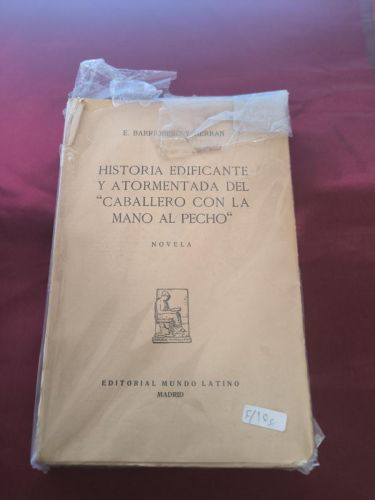 E. BARRIOBERO Y HERRAN
HISTORIA EDIFICANTE
Y ATORMENTADA DEL
"CABALLERO CON LA
MANO AL PECHO"
NOVELA
EDITORIAL MUNDO LATINO
MADRID